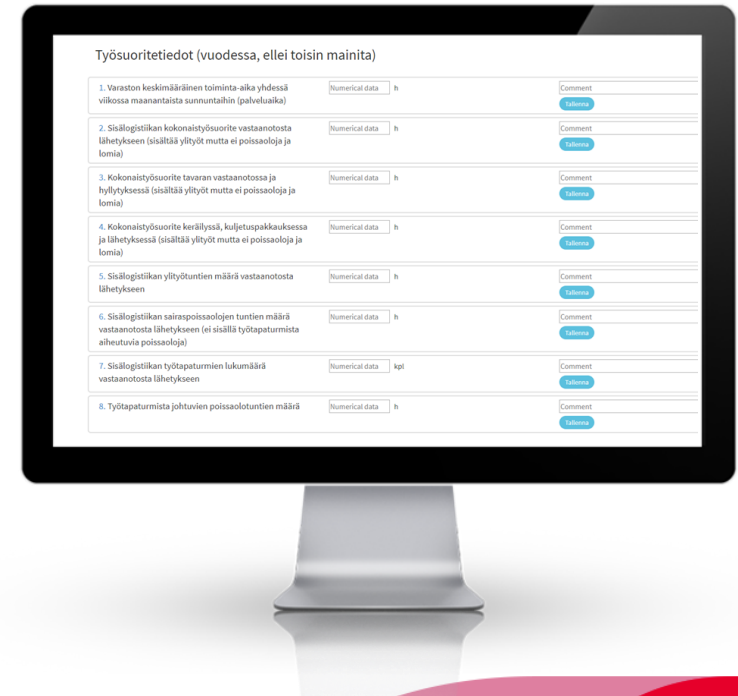 Työsuoritetiedot (vuodessa, ellei toisin mainita)
1. Varaston keskimääräinen toiminta-aika yhdessä
viikossa maanantaista sunnuntaihin (palveluaika)
Numerical data h
Comment
Tallenna
2. Sisälogistiikan kokonaistyösuorite vastaanotosta
lähetykseen (sisältää ylityöt mutta ei poissaoloja ja
lomia)
Numerical data h
Comment
Tallenna
3. Kokonaistyösuorite tavaran vastaanotossa ja
hyllytyksessä (sisältää ylityöt mutta ei poissaoloja ja
lomia)
Numerical data h
Comment
Tallenna
4. Kokonaistyösuorite keräilyssä, kuljetuspakkauksessa
ja lähetyksessä (sisältää ylityöt mutta ei poissaoloja ja
lomia)
Numerical data h
Comment
Tallenna
5. Sisälogistiikan ylityötuntien määrä vastaanotosta
lähetykseen
Numerical data h
Comment
Tallenna
6. Sisälogistiikan sairaspoissaolojen tuntien määrä
vastaanotosta lähetykseen (ei sisällä työtapaturmista
aiheutuvia poissaoloja)
Numerical data h
Comment
Tallenna
7. Sisälogistiikan työtapaturmien lukumäärä
vastaanotosta lähetykseen
Numerical data kpl
Comment
Tallenna
8. Työtapaturmista johtuvien poissaolotuntien määrä
Numerical data h
Comment
Tallenna